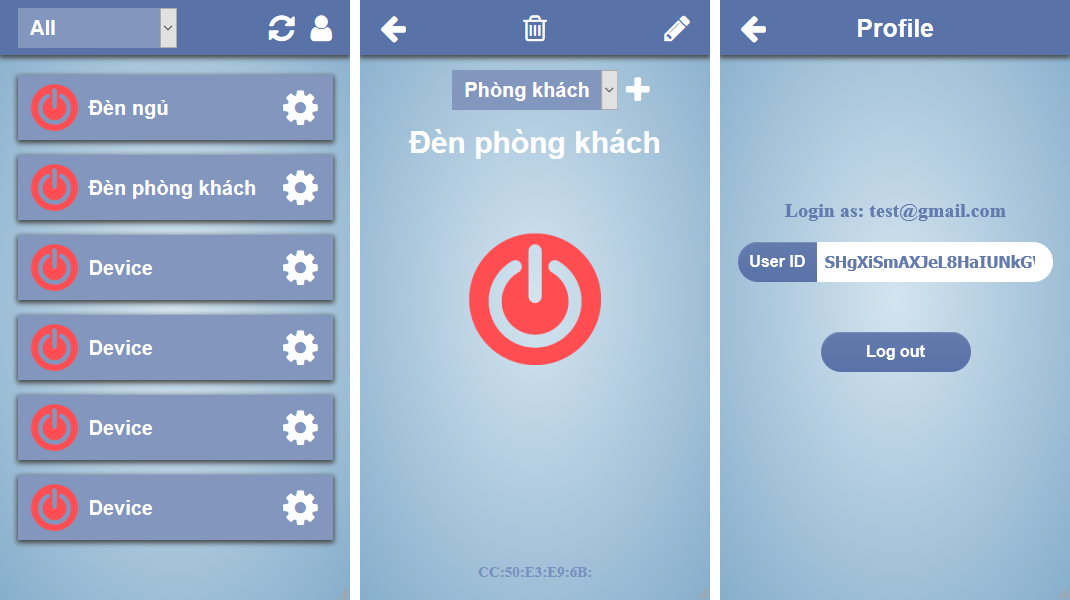 All
Đèn ngủ
Đèn phòng khách
Device
Device
Device
Device
Phòng khách
Đèn phòng khách
CC:50:E3:E9:6B:
Profile
Login as: test@gmail.com
User ID SHgXiSmAXJeL8HaIUNkG
Log out